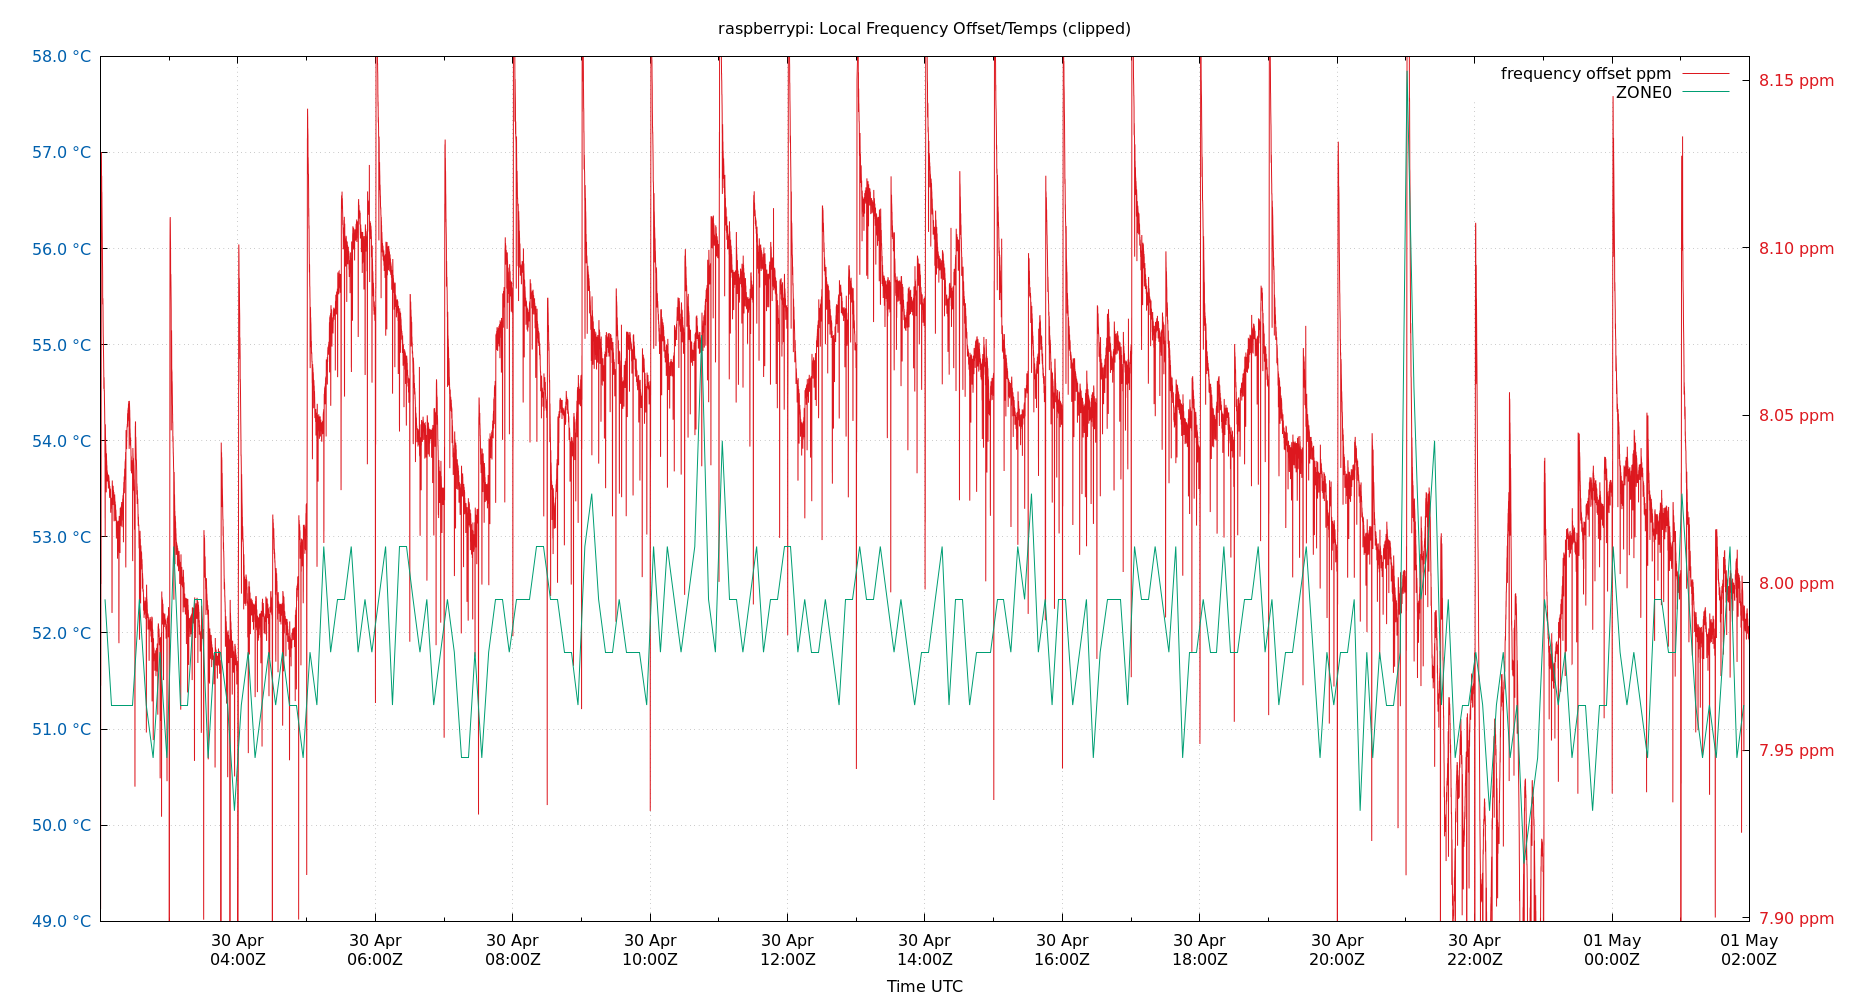 raspberrypi: Local Frequency Offset/Temps (clipped)
frequency offset ppm
ZONE0
58.0 °C
57.0 °C
56.0 °C
55.0 °C
54.0 °C
53.0 °C
52.0 °C
51.0 °C
50.0 °C
49.0 °C
8.15 ppm
8.10 ppm
8.05 ppm
8.00 ppm
7.95 ppm
7.90 ppm
30 Apr
04:00Z
30 Apr
06:00Z
30 Apr
08:00Z
30 Apr
10:00Z
30 Apr
12:00Z
30 Apr
14:00Z
30 Apr
16:00Z
30 Apr
18:00Z
30 Apr
20:00Z
30 Apr
22:00Z
01 May
00:00Z
01 May
02:00Z
Time UTC